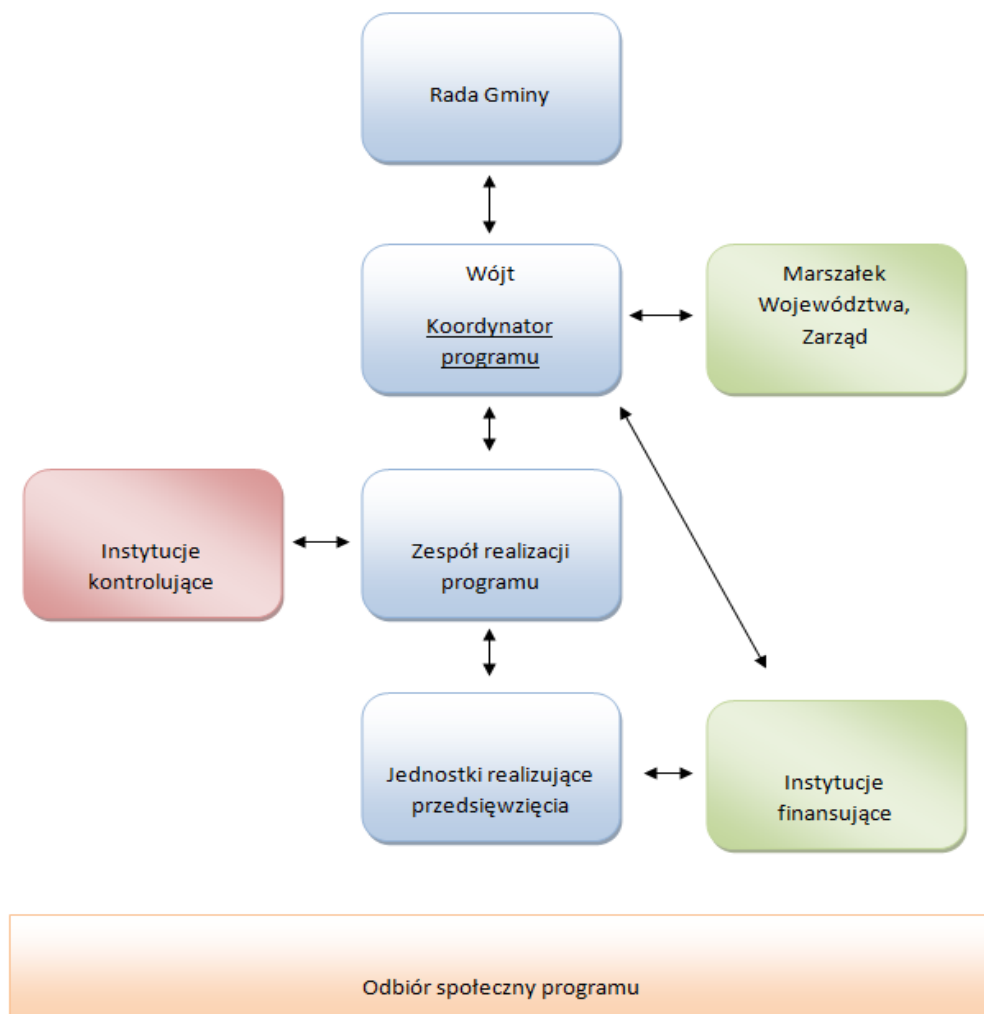 Rada Gminy
Wójt
Koordynator
programu
Marszałek
Województwa,
Zarząd
Instytucje
kontrolujące
Zespół realizacji
programu
Jednostki realizujące
przedsięwzięcia
Instytucje
finansujące
Odbiór społeczny programu